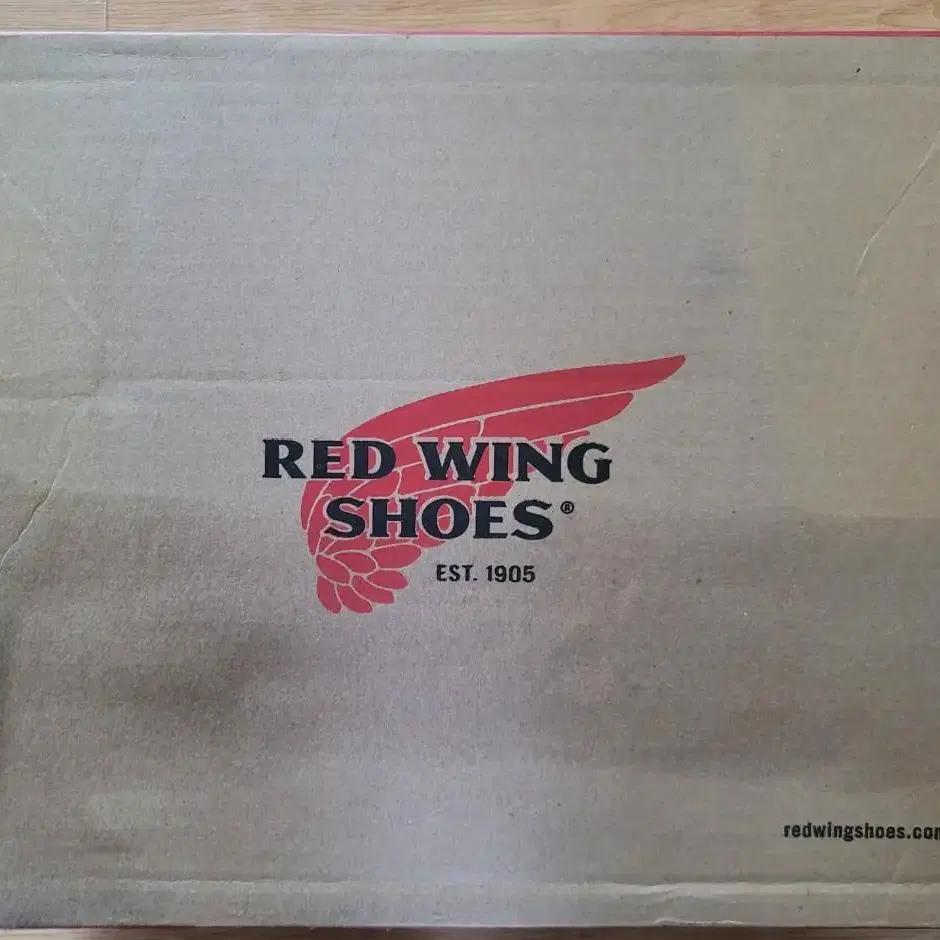 RED WING
SHOES®
EST. 1905
redwingshoes.com